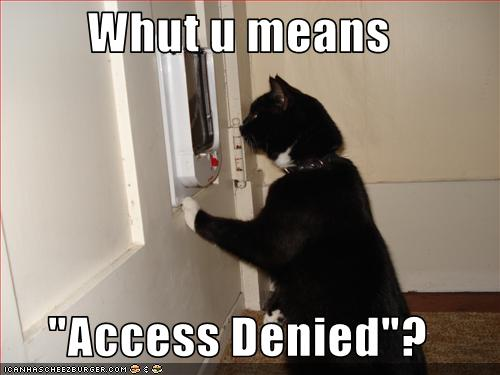 Whut u means
"Access Denied"?
ICANHASCHEEZBURGER.COM